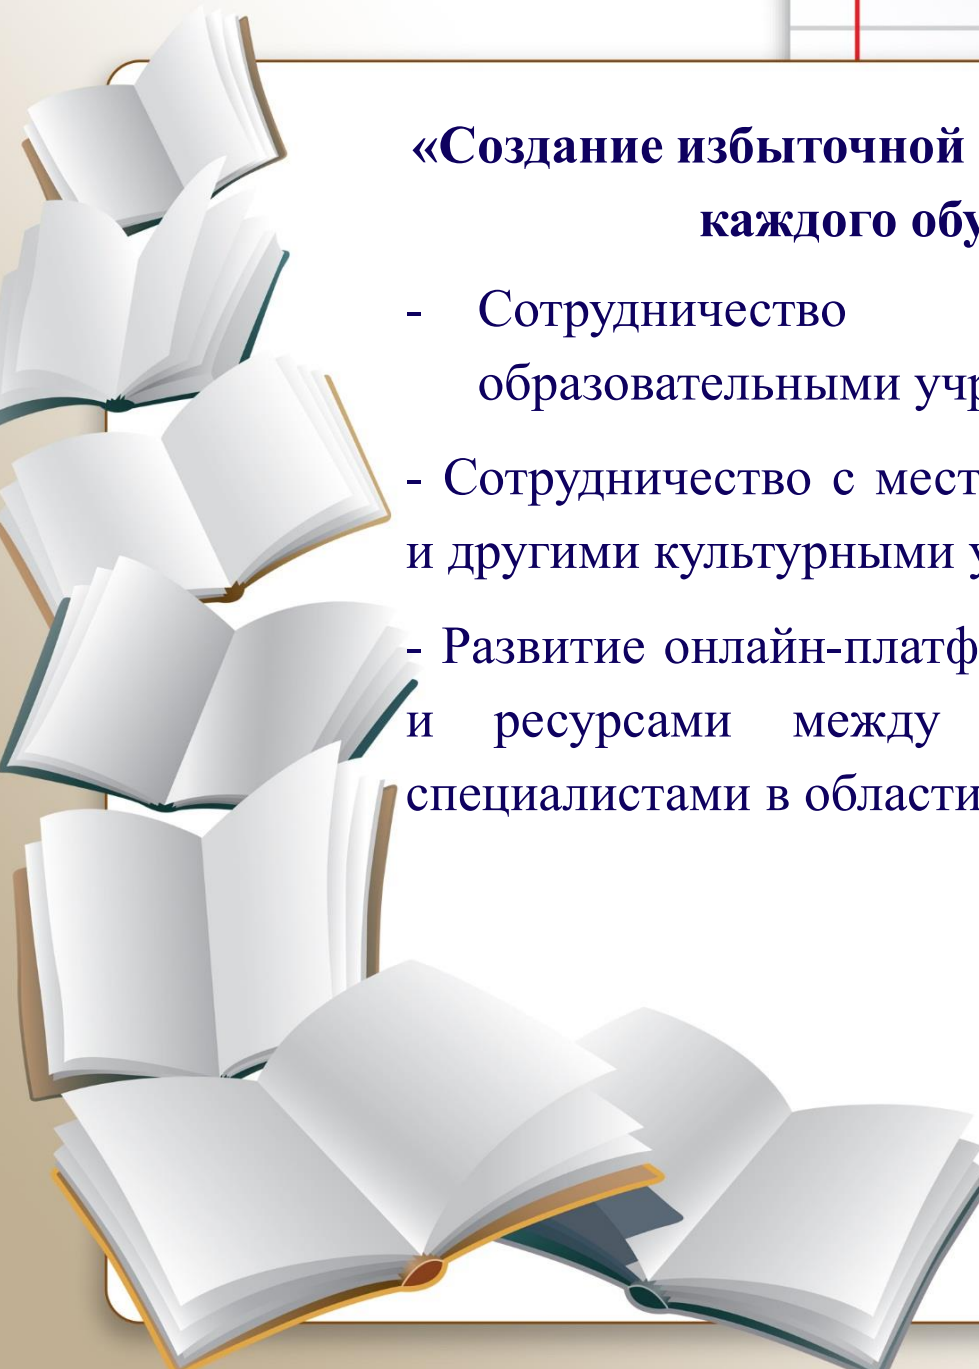 «Создание избыточной
каждого обу
- Сотрудничество
образовательными учр
- Сотрудничество с мест
и другими культурными у
- Развитие онлайн-платф
и ресурсами между
специалистами в области